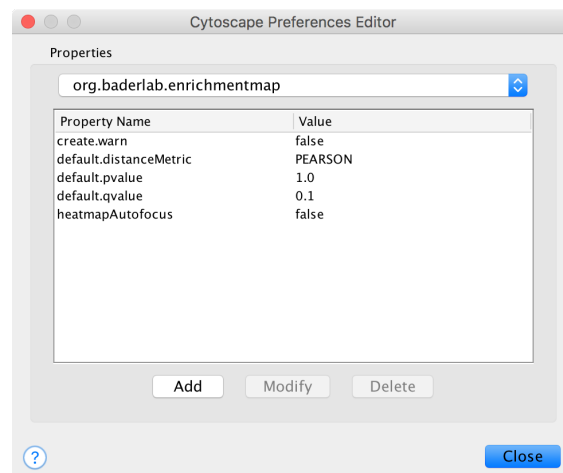 Cytoscape Preferences Editor
Properties
org.baderlab.enrichmentmap
Property Name Value
create.warn false
default.distanceMetric PEARSON
default.pvalue 1.0
default.qvalue 0.1
heatmapAutofocus false
Add Modify Delete
? Close